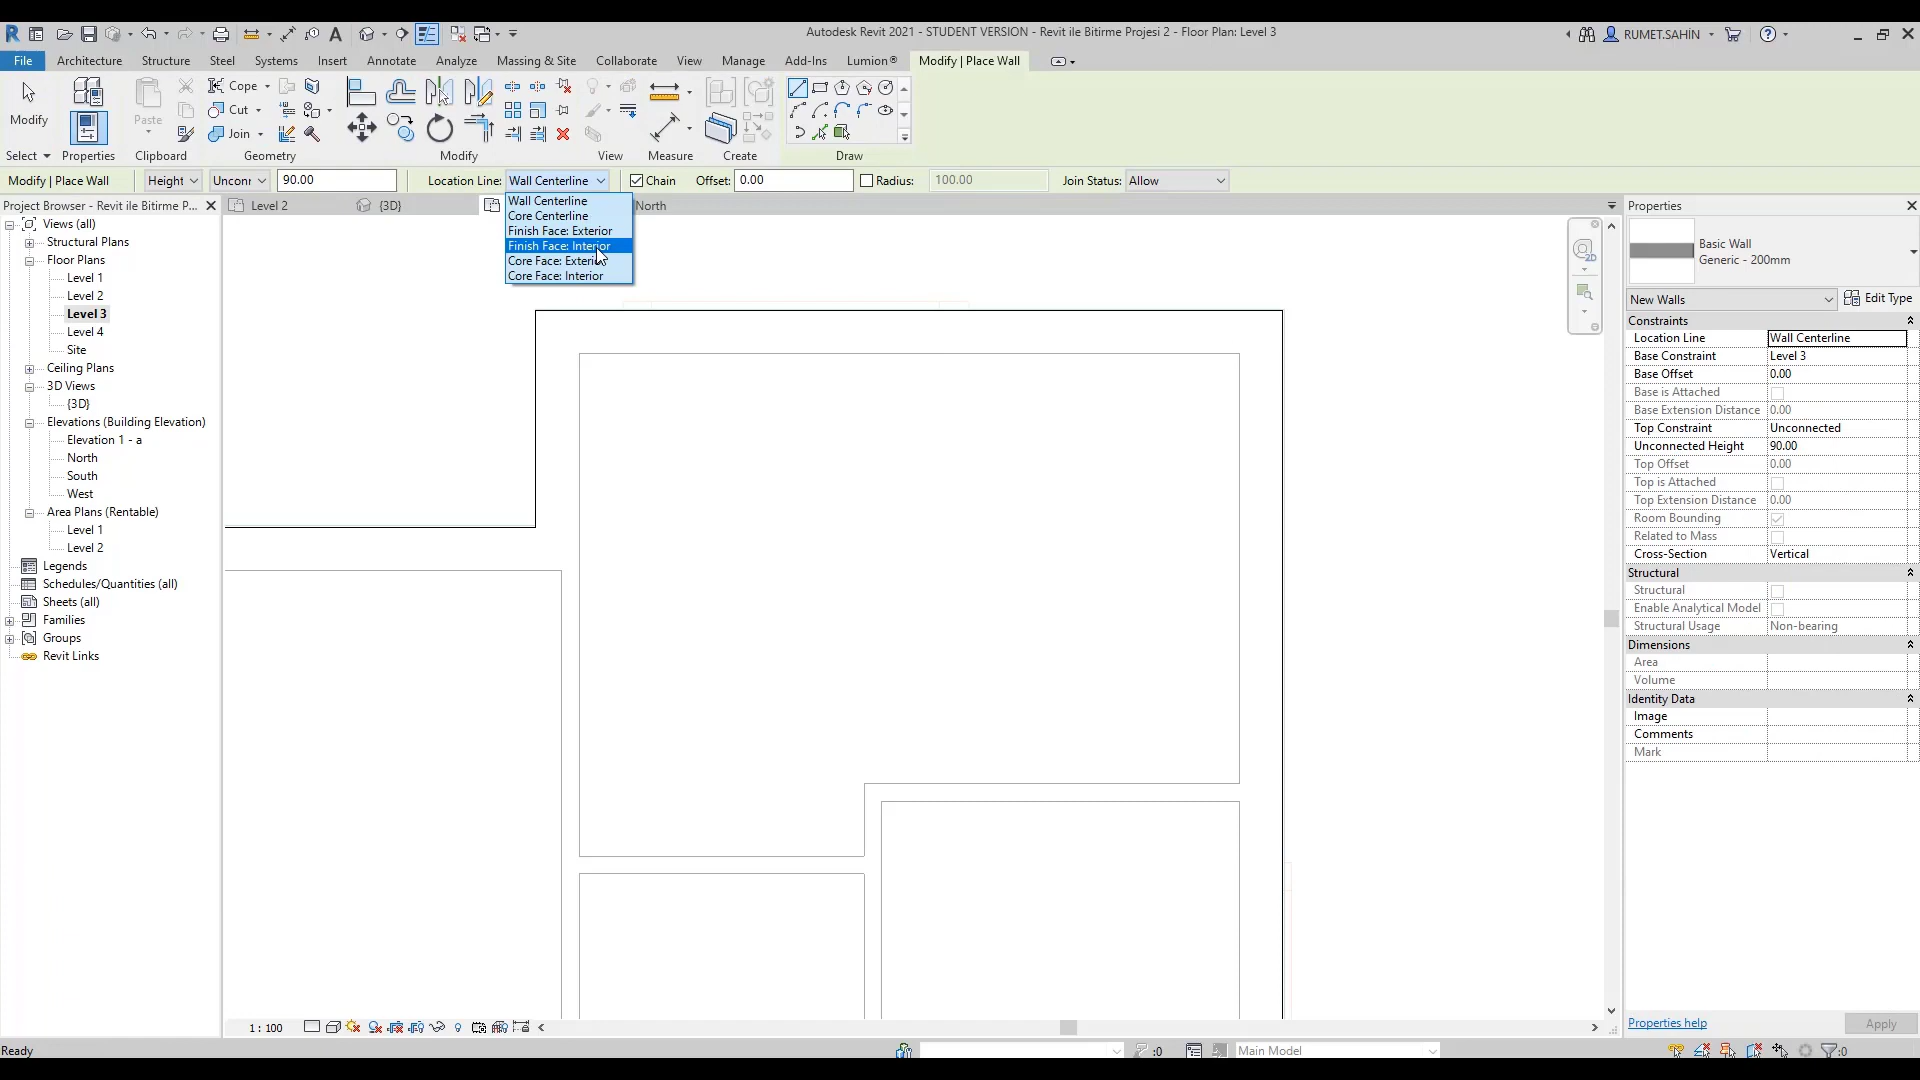 Autodesk Revit 2021 - STUDENT VERSION - Revit ile Bitirme Projesi 2 - Floor Plan: Level 3
RUMET.SAHİN
File Architecture Structure Steel Systems Insert Annotate Analyze Massing & Site Collaborate View Manage Add-Ins Lumion® Modify | Place Wall
Modify
Paste
Cope
Cut
Join
Select Properties Clipboard Geometry Modify View Measure Create Draw
Modify | Place Wall Height Unconr 90.00 Location Line: Wall Centerline Chain Offset: 0.00 Radius: 100.00 Join Status: Allow
Wall Centerline
Core Centerline
Finish Face: Exterior
Finish Face: Interior
Core Face: Exterior
Core Face: Interior
Project Browser - Revit ile Bitirme P...
Level 2 {3D} North
Views (all)
Structural Plans
Floor Plans
Level 1
Level 2
Level 3
Level 4
Site
Ceiling Plans
3D Views
{3D}
Elevations (Building Elevation)
Elevation 1 - a
North
South
West
Area Plans (Rentable)
Level 1
Level 2
Legends
Schedules/Quantities (all)
Sheets (all)
Families
Groups
Revit Links
2D
Properties
Basic Wall
Generic - 200mm
New Walls Edit Type
Constraints
Location Line Wall Centerline
Base Constraint Level 3
Base Offset 0.00
Base is Attached
Base Extension Distance 0.00
Top Constraint Unconnected
Unconnected Height 90.00
Top Offset 0.00
Top is Attached
Top Extension Distance 0.00
Room Bounding
Related to Mass
Cross-Section Vertical
Structural
Structural
Enable Analytical Model
Structural Usage Non-bearing
Dimensions
Area
Volume
Identity Data
Image
Comments
Mark
Properties help Apply
1 : 100
Ready
:0
Main Model
:0